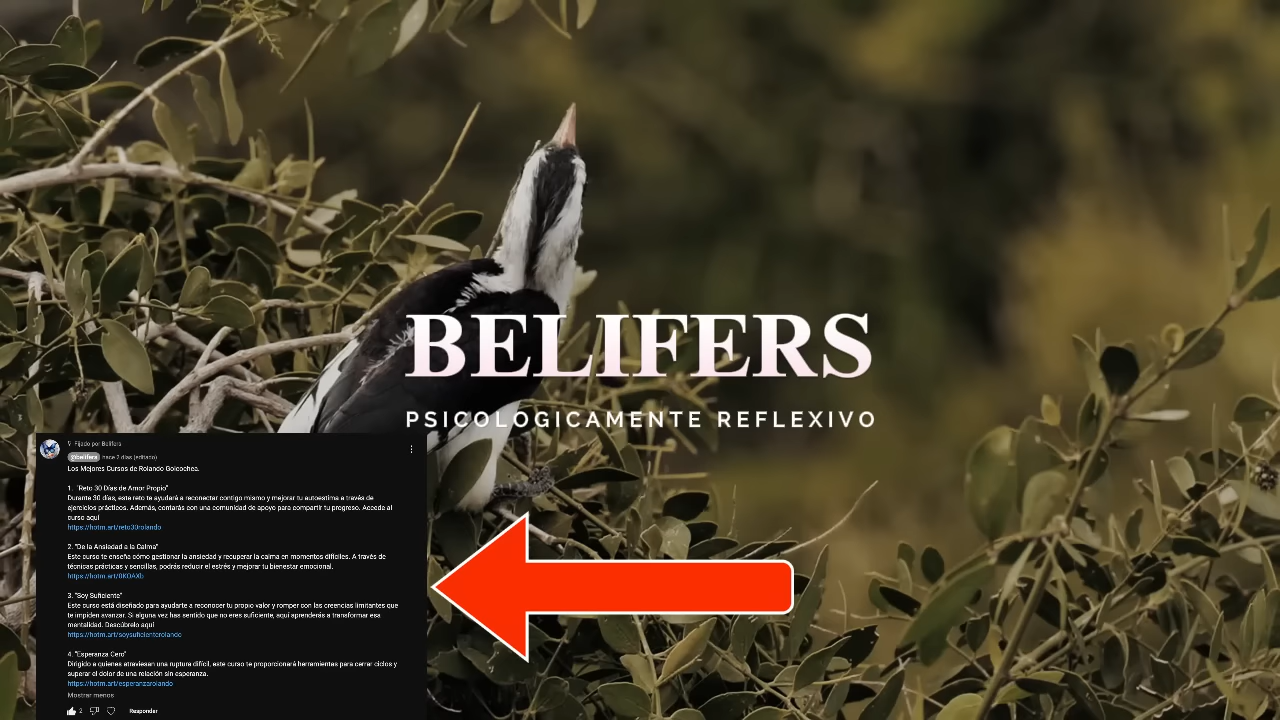 BELIFERS
PSICOLOGICAMENTE REFLEXIVO
Fijado por Belifers
@belifers hace 2 días (editado)
Los Mejores Cursos de Rolando Goicochea.
1. "Reto 30 Días de Amor Propio"
Durante 30 días, este reto te ayudará a reconectar contigo mismo y mejorar tu autoestima a través de
ejercicios prácticos. Además, contarás con una comunidad de apoyo para compartir tu progreso. Accede al
curso aquí
https://hotm.art/reto30rolando
2. "De la Ansiedad a la Calma"
Este curso te enseña cómo gestionar la ansiedad y recuperar la calma en momentos difíciles. A través de
técnicas prácticas y sencillas, podrás reducir el estrés y mejorar tu bienestar emocional.
https://hotm.art/0KOAXb
3. "Soy Suficiente"
Este curso está diseñado para ayudarte a reconocer tu propio valor y romper con las creencias limitantes que
te impiden avanzar. Si alguna vez has sentido que no eres suficiente, aquí aprenderás a transformar esa
mentalidad. Descúbrelo aquí
https://hotm.art/soysuficienterolando
4. "Esperanza Cero"
Dirigido a quienes atraviesan una ruptura difícil, este curso te proporcionará herramientas para cerrar ciclos y
superar el dolor de una relación sin esperanza.
https://hotm.art/esperanzarolando
Mostrar menos
2 Responder